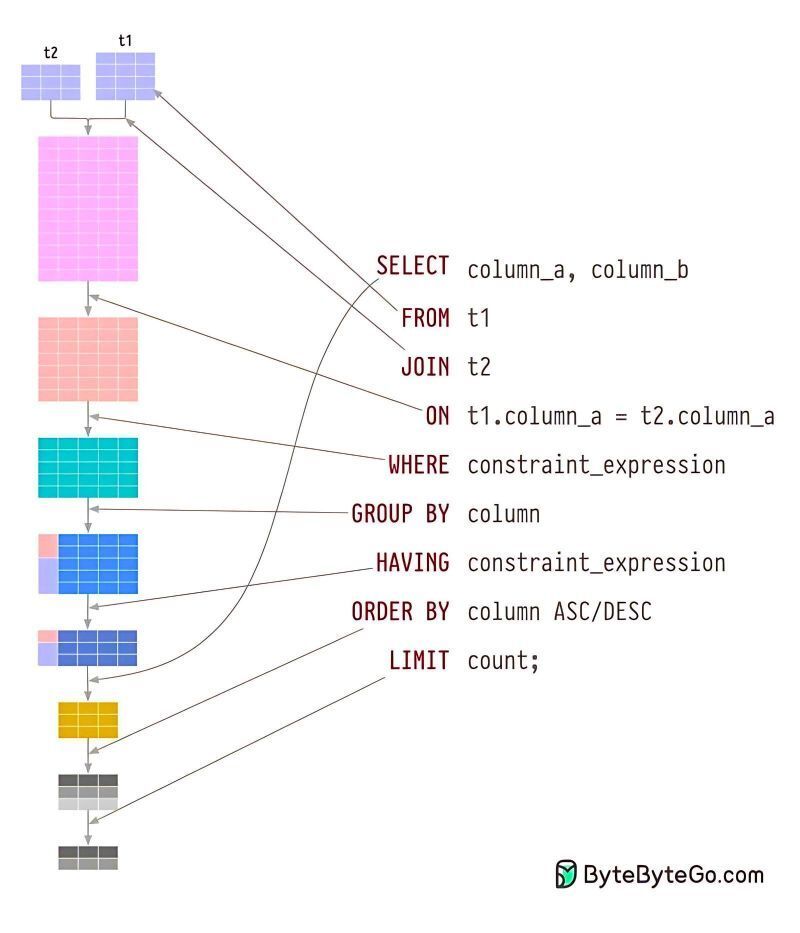 t2
t1
SELECT column_a, column_b
FROM t1
JOIN t2
ON t1.column_a = t2.column_a
WHERE constraint_expression
GROUP BY column
HAVING constraint_expression
ORDER BY column ASC/DESC
LIMIT count;
ByteByteGo.com